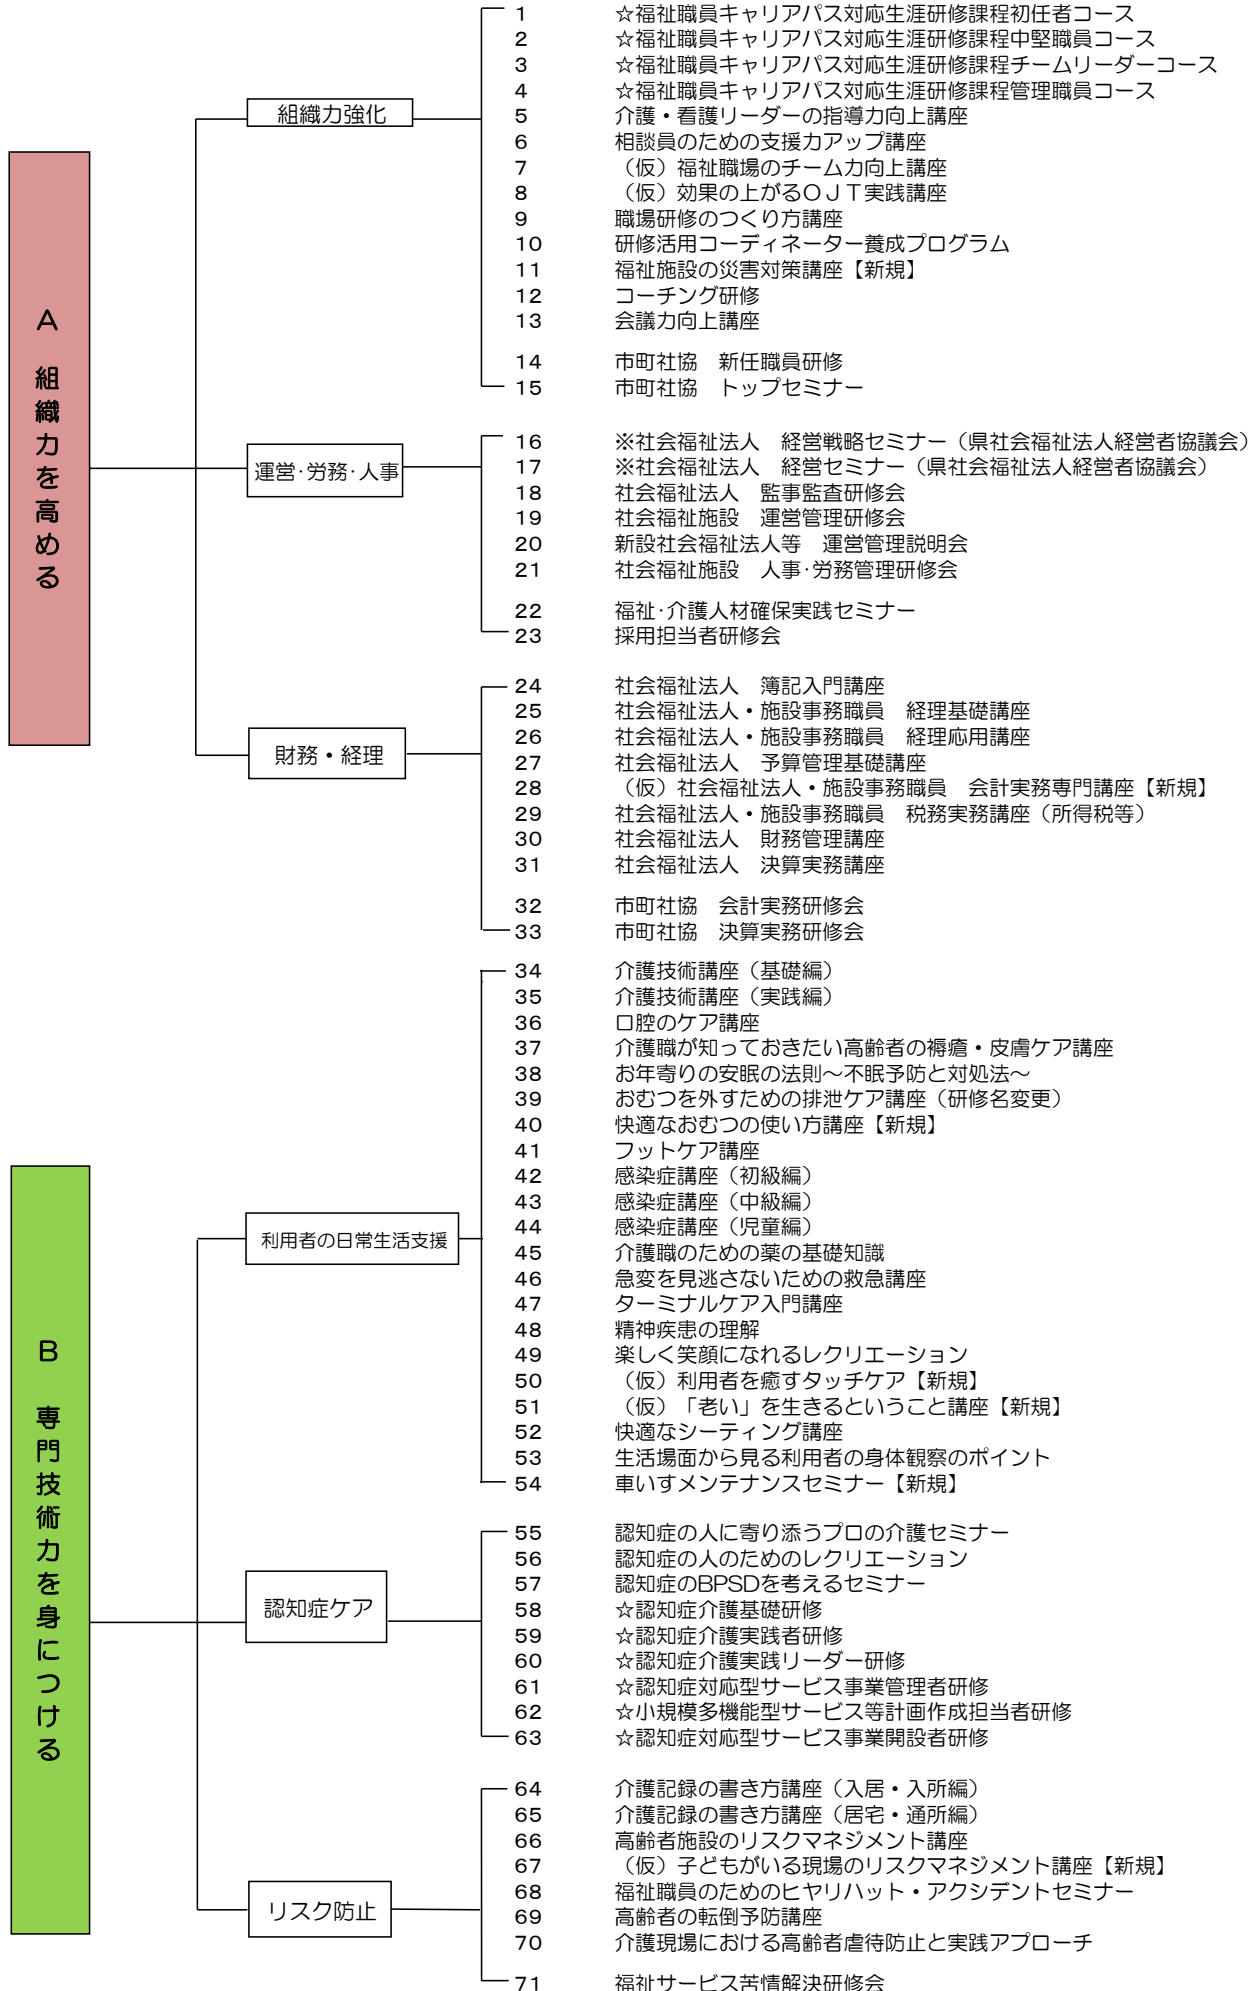 A 組織力を高める
組織力強化
1 ☆福祉職員キャリアパス対応生涯研修課程初任者コース
2 ☆福祉職員キャリアパス対応生涯研修課程中堅職員コース
3 ☆福祉職員キャリアパス対応生涯研修課程チームリーダーコース
4 ☆福祉職員キャリアパス対応生涯研修課程管理職員コース
5 介護・看護リーダーの指導力向上講座
6 相談員のための支援力アップ講座
7 （仮）福祉職場のチーム力向上講座
8 （仮）効果の上がるＯＪＴ実践講座
9 職場研修のつくり方講座
10 研修活用コーディネーター養成プログラム
11 福祉施設の災害対策講座【新規】
12 コーチング研修
13 会議力向上講座
14 市町社協　新任職員研修
15 市町社協　トップセミナー
運営･労務･人事
16 ※社会福祉法人　経営戦略セミナー（県社会福祉法人経営者協議会）
17 ※社会福祉法人　経営セミナー（県社会福祉法人経営者協議会）
18 社会福祉法人　監事監査研修会
19 社会福祉施設　運営管理研修会
20 新設社会福祉法人等　運営管理説明会
21 社会福祉施設　人事･労務管理研修会
22 福祉･介護人材確保実践セミナー
23 採用担当者研修会
財務・経理
24 社会福祉法人　簿記入門講座
25 社会福祉法人・施設事務職員　経理基礎講座
26 社会福祉法人・施設事務職員　経理応用講座
27 社会福祉法人　予算管理基礎講座
28 （仮）社会福祉法人・施設事務職員　会計実務専門講座【新規】
29 社会福祉法人・施設事務職員　税務実務講座（所得税等）
30 社会福祉法人　財務管理講座
31 社会福祉法人　決算実務講座
32 市町社協　会計実務研修会
33 市町社協　決算実務研修会
B 専門技術力を身につける
利用者の日常生活支援
34 介護技術講座（基礎編）
35 介護技術講座（実践編）
36 口腔のケア講座
37 介護職が知っておきたい高齢者の褥瘡・皮膚ケア講座
38 お年寄りの安眠の法則～不眠予防と対処法～
39 おむつを外すための排泄ケア講座（研修名変更）
40 快適なおむつの使い方講座【新規】
41 フットケア講座
42 感染症講座（初級編）
43 感染症講座（中級編）
44 感染症講座（児童編）
45 介護職のための薬の基礎知識
46 急変を見逃さないための救急講座
47 ターミナルケア入門講座
48 精神疾患の理解
49 楽しく笑顔になれるレクリエーション
50 （仮）利用者を癒すタッチケア【新規】
51 （仮）「老い」を生きるということ講座【新規】
52 快適なシーティング講座
53 生活場面から見る利用者の身体観察のポイント
54 車いすメンテナンスセミナー【新規】
認知症ケア
55 認知症の人に寄り添うプロの介護セミナー
56 認知症の人のためのレクリエーション
57 認知症のBPSDを考えるセミナー
58 ☆認知症介護基礎研修
59 ☆認知症介護実践者研修
60 ☆認知症介護実践リーダー研修
61 ☆認知症対応型サービス事業管理者研修
62 ☆小規模多機能型サービス等計画作成担当者研修
63 ☆認知症対応型サービス事業開設者研修
リスク防止
64 介護記録の書き方講座（入居・入所編）
65 介護記録の書き方講座（居宅・通所編）
66 高齢者施設のリスクマネジメント講座
67 （仮）子どもがいる現場のリスクマネジメント講座【新規】
68 福祉職員のためのヒヤリハット・アクシデントセミナー
69 高齢者の転倒予防講座
70 介護現場における高齢者虐待防止と実践アプローチ
71 福祉サービス苦情解決研修会